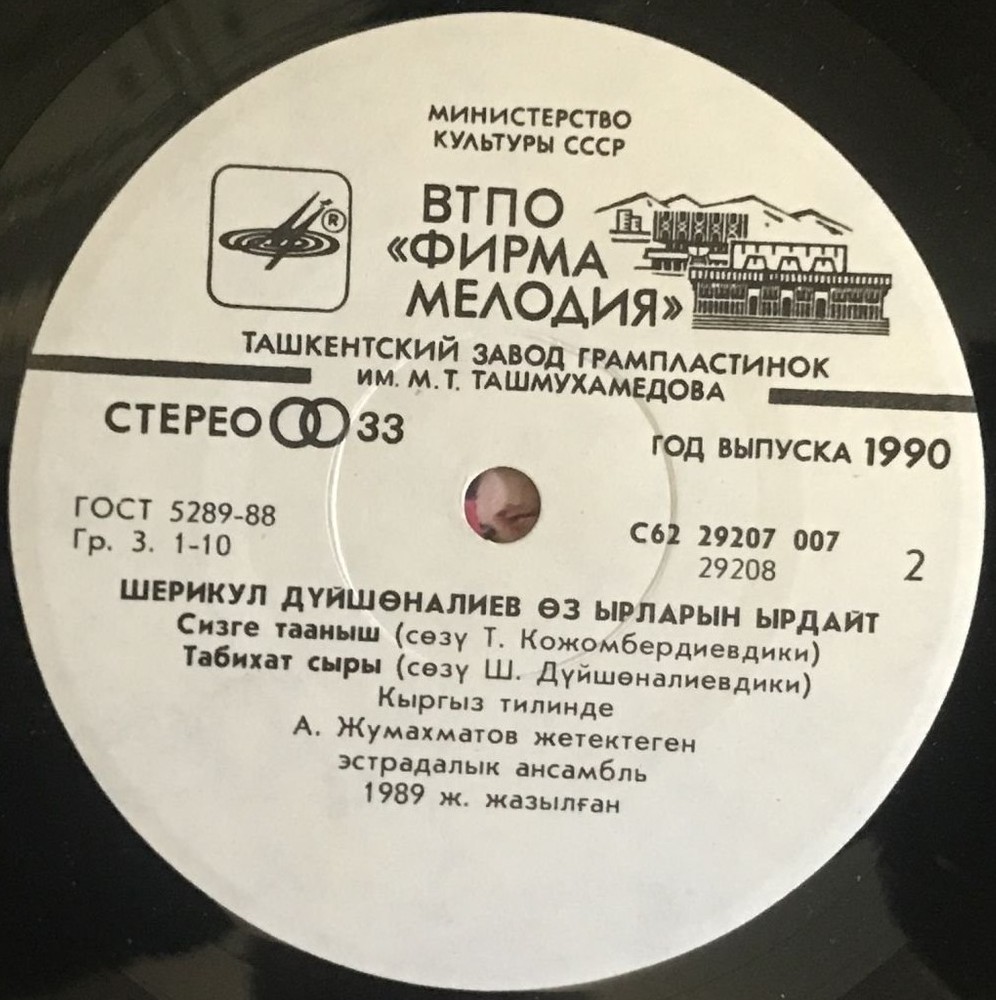 МИНИСТЕРСТВО
КУЛЬТУРЫ СССР
®
ВТПО
«ФИРМА
МЕЛОДИЯ»
ТАШКЕНТСКИЙ ЗАВОД ГРАМПЛАСТИНОК
ИМ. М. Т. ТАШМУХАМЕДОВА
СТЕРЕО 33
ГОД ВЫПУСКА 1990
ГОСТ 5289-88
Гр. 3. 1-10
С62 29207 007
29208
2
ШЕРИКУЛ ДҮЙШӨНАЛИЕВ ӨЗ ЫРЛАРЫН ЫРДАЙТ
Сизге тааныш (сөзү Т. Кожомбердиевдики)
Табихат сыры (сөзү Ш. Дүйшөналиевдики)
Кыргыз тилинде
А. Жумахматов жетектеген
эстрадалык ансамбль
1989 ж. жазылган